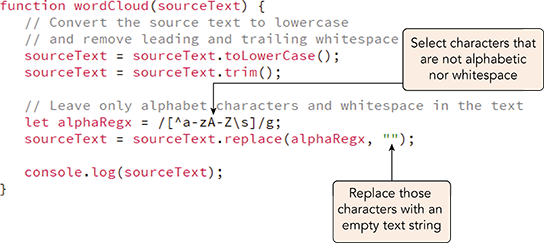 function wordCloud(sourceText) {
// Convert the source text to lowercase
// and remove leading and trailing whitespace
sourceText = sourceText.toLowerCase();
sourceText = sourceText.trim();
Select characters that
are not alphabetic
nor whitespace
// Leave only alphabet characters and whitespace in the text
let alphaRegx = /[^a-zA-Z\s]/g;
sourceText = sourceText.replace(alphaRegx, "");
console.log(sourceText);
}
Replace those
characters with an
empty text string